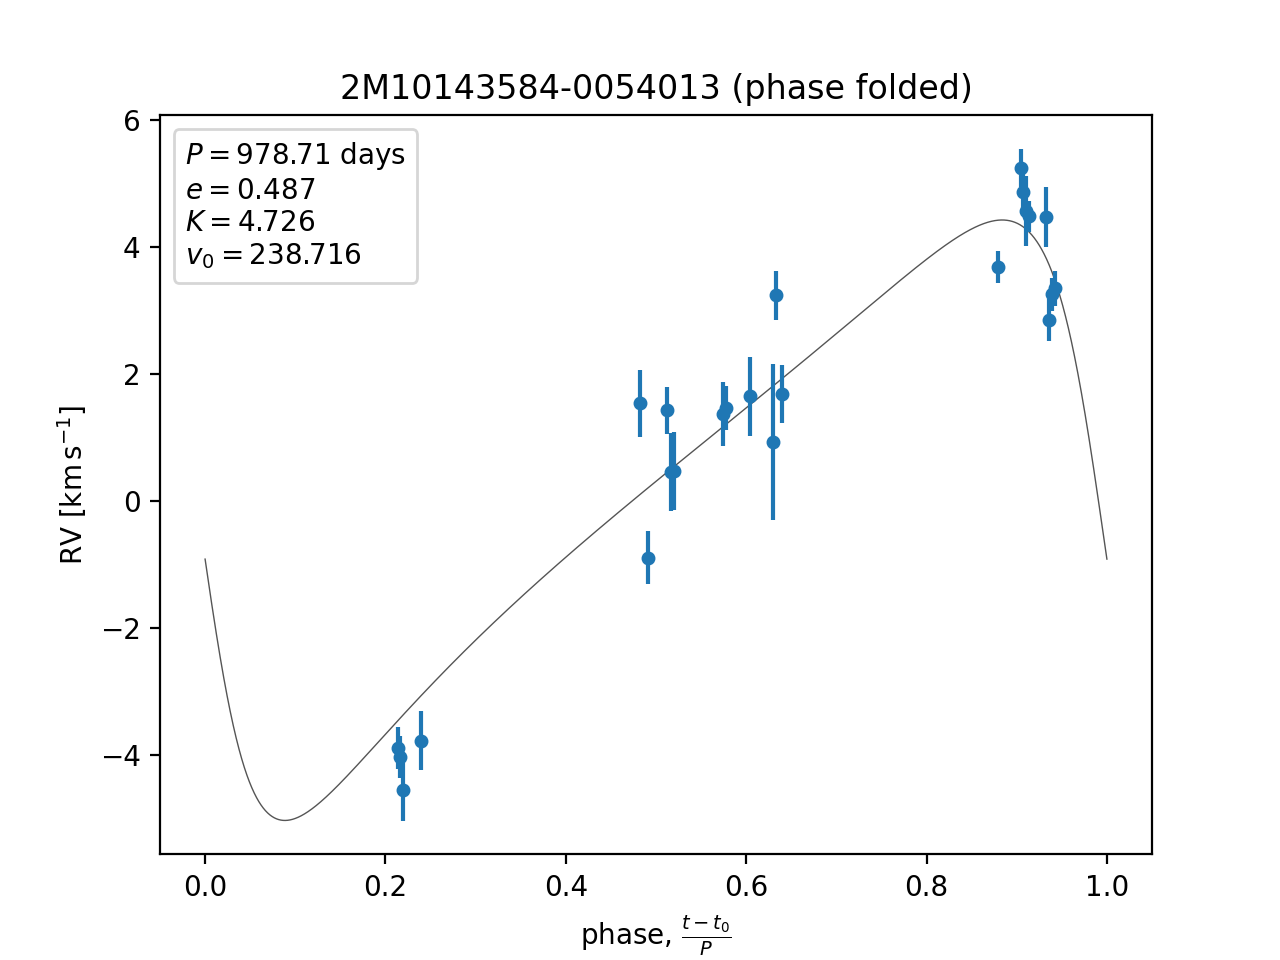 2M10143584-0054013 (phase folded)
P = 978.71 days
e = 0.487
K = 4.726
v₀ = 238.716
6
4
2
0
−2
−4
RV [km s⁻¹]
0.0 0.2 0.4 0.6 0.8 1.0
phase, (t − t₀)/P